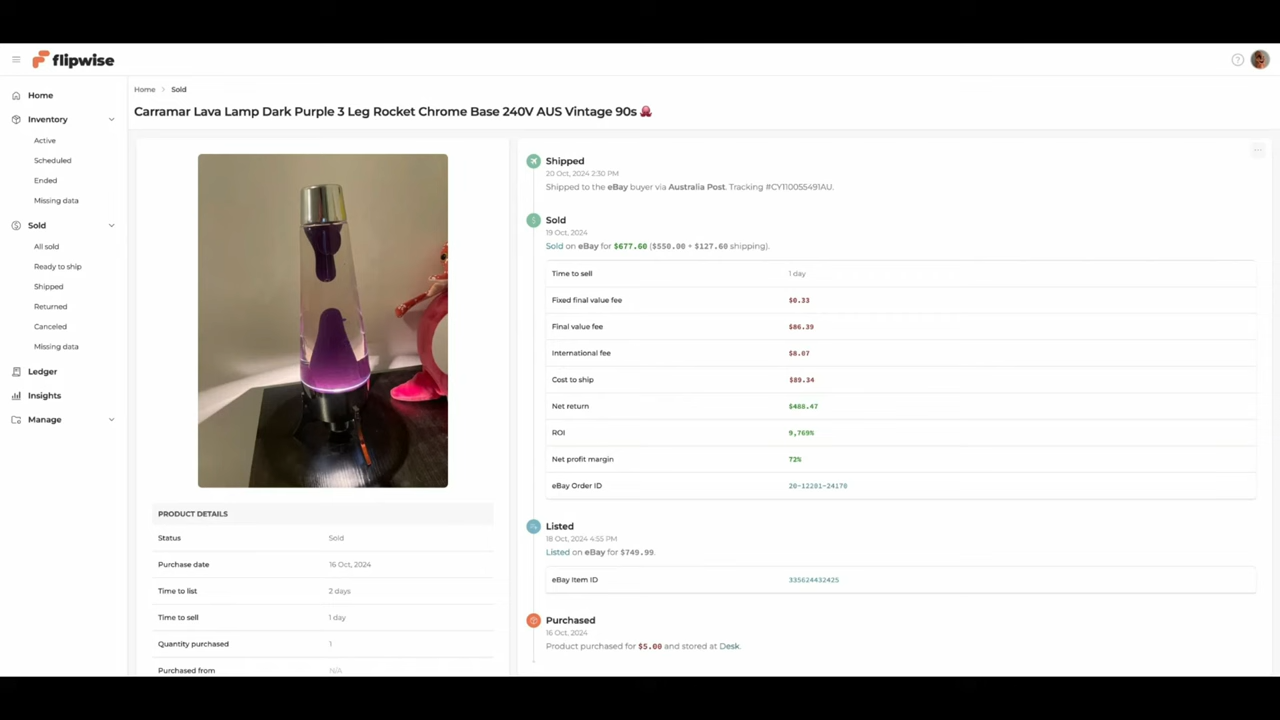 flipwise
Home
Inventory
Active
Scheduled
Ended
Missing data
Sold
All sold
Ready to ship
Shipped
Returned
Canceled
Missing data
Ledger
Insights
Manage
Home > Sold
Carramar Lava Lamp Dark Purple 3 Leg Rocket Chrome Base 240V AUS Vintage 90s
PRODUCT DETAILS
Status Sold
Purchase date 16 Oct, 2024
Time to list 2 days
Time to sell 1 day
Quantity purchased 1
Purchased from N/A
Shipped
20 Oct, 2024 2:30 PM
Shipped to the eBay buyer via Australia Post. Tracking #CY110055491AU.
Sold
19 Oct, 2024
Sold on eBay for $677.60 ($550.00 + $127.60 shipping).
Time to sell 1 day
Fixed final value fee $0.33
Final value fee $86.39
International fee $8.07
Cost to ship $89.34
Net return $488.47
ROI 9,769%
Net profit margin 72%
eBay Order ID 20-12201-24170
Listed
18 Oct, 2024 4:55 PM
Listed on eBay for $749.99.
eBay Item ID 335624432425
Purchased
16 Oct, 2024
Product purchased for $5.00 and stored at Desk.